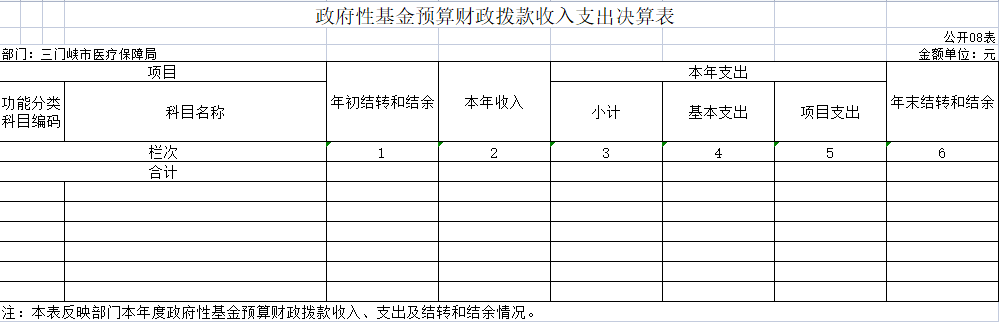 政府性基金预算财政拨款收入支出决算表
公开08表
部门：三门峡市医疗保障局 金额单位：元
项目 年初结转和结余 本年收入 本年支出 年末结转和结余
功能分类
科目编码 科目名称 小计 基本支出 项目支出
栏次 1 2 3 4 5 6
合计
注：本表反映部门本年度政府性基金预算财政拨款收入、支出及结转和结余情况。